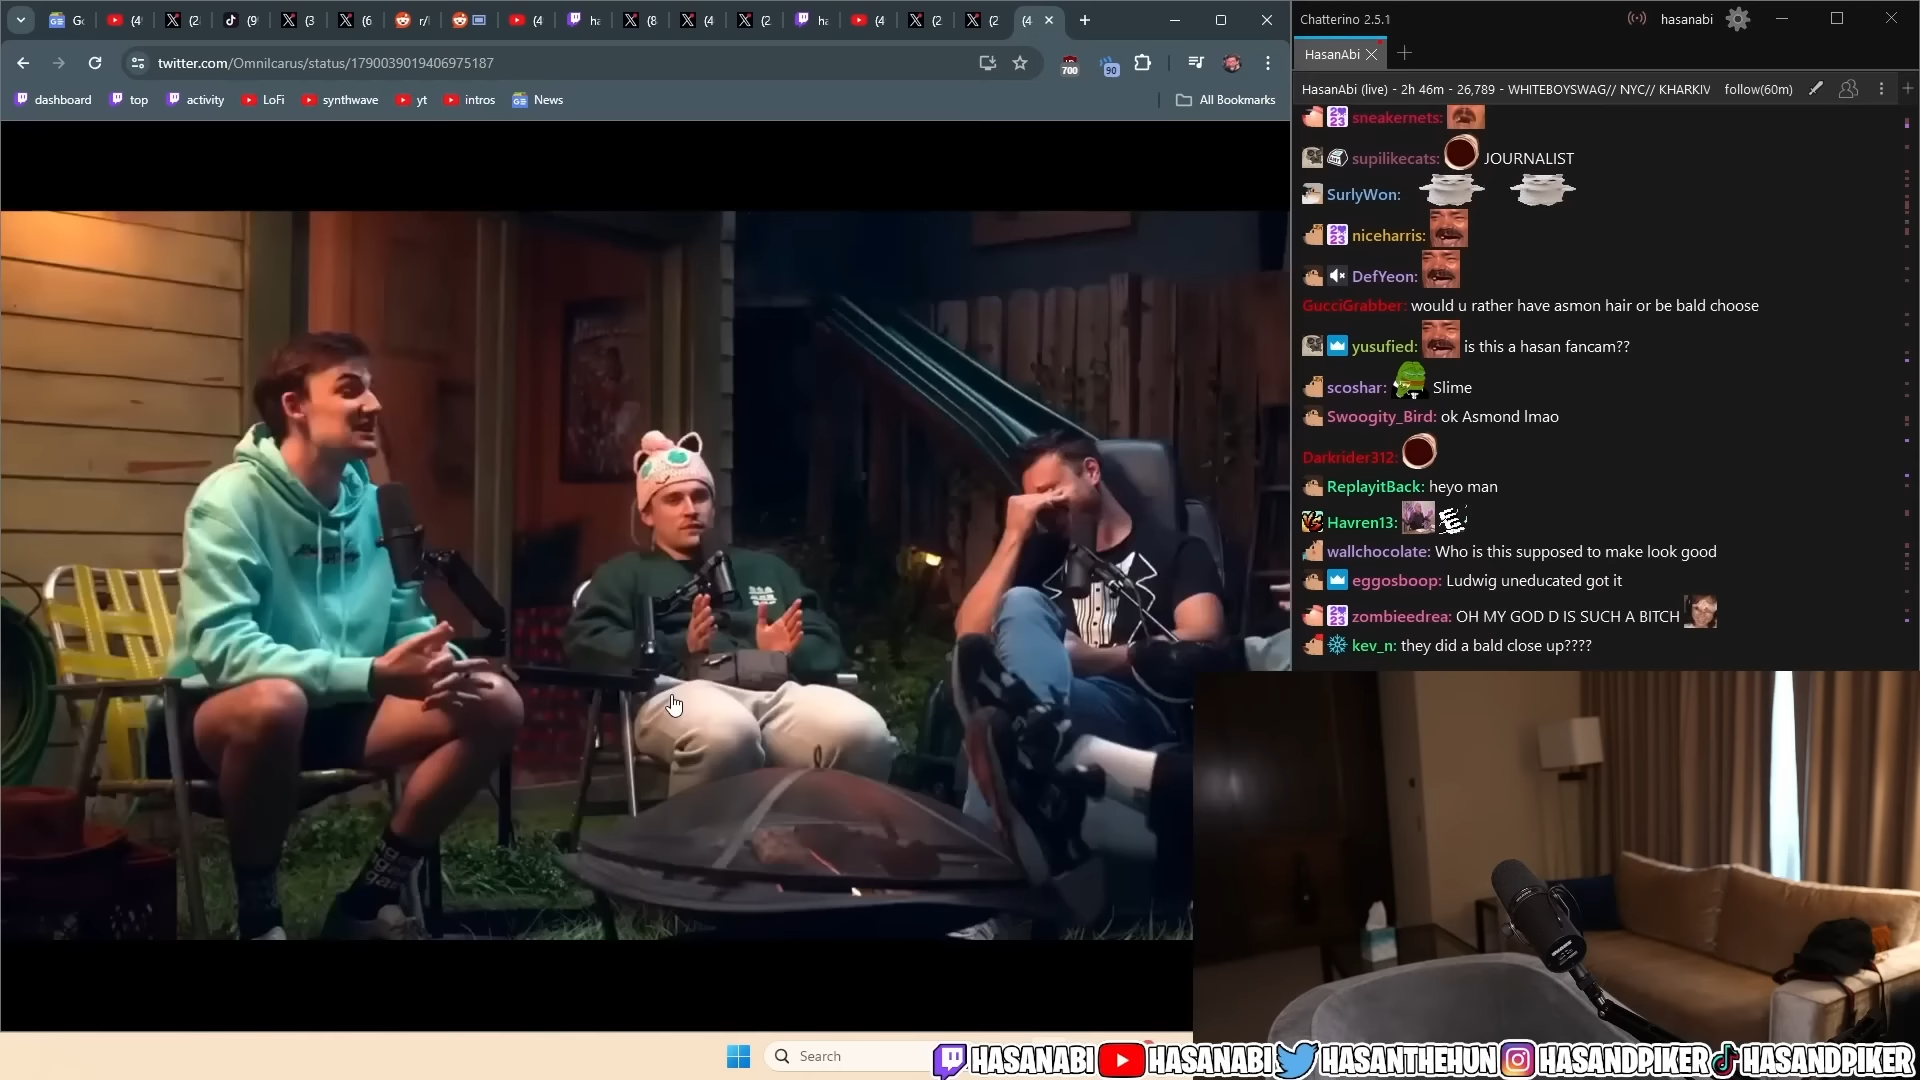 Chatterino 2.5.1
hasanabi
HasanAbi
twitter.com/OmniIcarus/status/1790039019406975187
700
90
dashboard
top
activity
LoFi
synthwave
yt
intros
News
All Bookmarks
HasanAbi (live) - 2h 46m - 26,789 - WHITEBOYSWAG// NYC// KHARKIV
follow(60m)
sneakernets:
supilikecats: JOURNALIST
SurlyWon:
niceharris:
DefYeon:
GucciGrabber: would u rather have asmon hair or be bald choose
yusufied: is this a hasan fancam??
scoshar: Slime
Swoogity_Bird: ok Asmond lmao
Darkrider312:
ReplayitBack: heyo man
Havren13:
wallchocolate: Who is this supposed to make look good
eggosboop: Ludwig uneducated got it
zombieedrea: OH MY GOD D IS SUCH A BITCH
kev_n: they did a bald close up????
Search
HASANABI
HASANABI
HASANTHEHUN
HASANDPIKER
HASANDPIKER